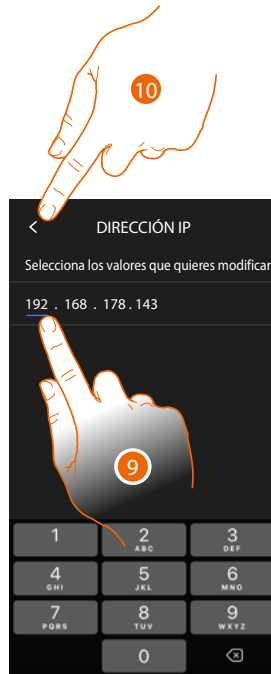 10
DIRECCIÓN IP
Selecciona los valores que quieres modificar
192 . 168 . 178 . 143
9
1 2 ABC 3 DEF
4 GHI 5 JKL 6 MNO
7 PQRS 8 TUV 9 WXYZ
0